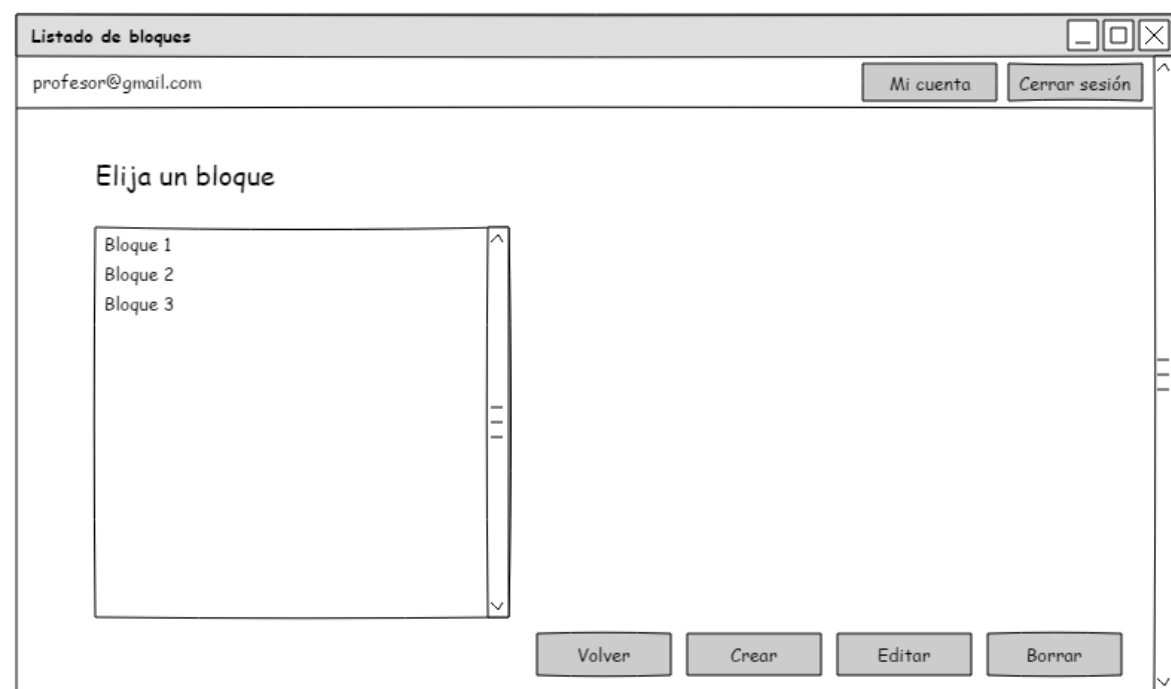 Listado de bloques
profesor@gmail.com
Mi cuenta
Cerrar sesión
Elija un bloque
Bloque 1
Bloque 2
Bloque 3
Volver
Crear
Editar
Borrar